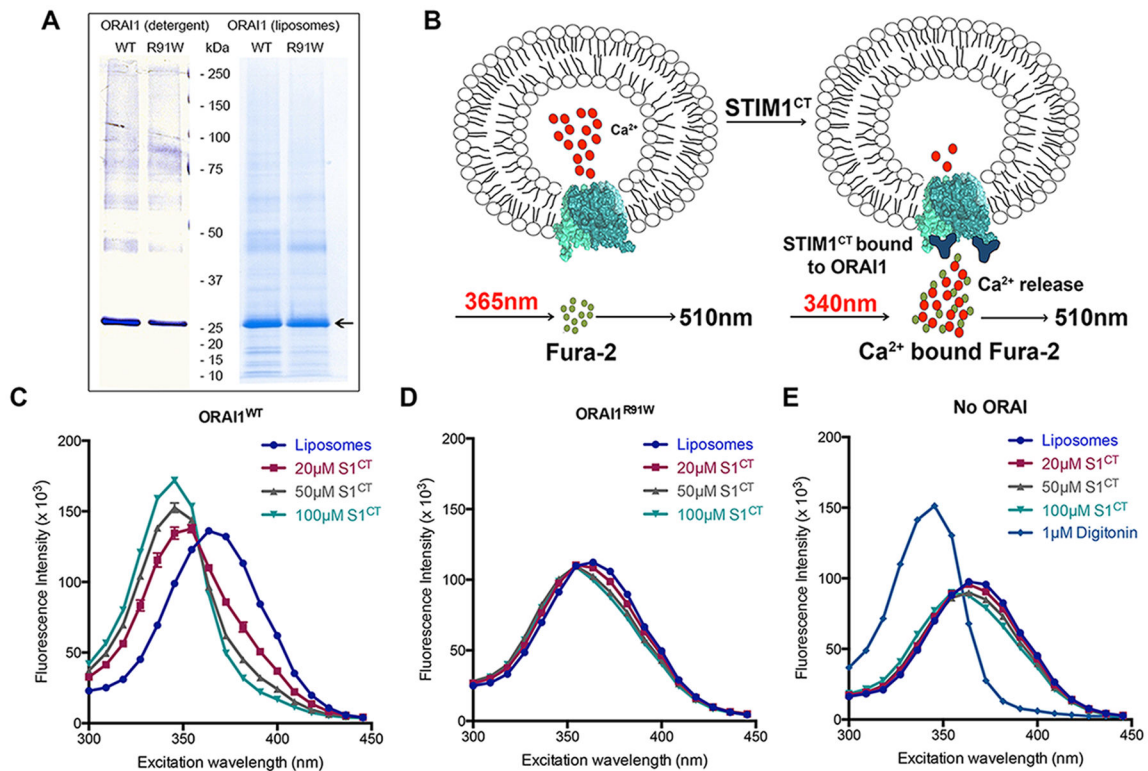 A
ORAI1 (detergent) ORAI1 (liposomes)
WT R91W kDa WT R91W
- 250
- 150
- 100
- 75
- 50
- 37
- 25
- 20
- 15
- 10
B
Ca²⁺
STIM1ᶜᵀ
STIM1ᶜᵀ bound
to ORAI1
Ca²⁺ release
365nm
510nm
Fura-2
340nm
510nm
Ca²⁺ bound Fura-2
C
ORAI1ᵂᵀ
Liposomes
20µM S1ᶜᵀ
50µM S1ᶜᵀ
100µM S1ᶜᵀ
Fluorescence Intensity (x 10³)
200
150
100
50
0
300 350 400 450
Excitation wavelength (nm)
D
ORAI1ᴿ⁹¹ᵂ
Liposomes
20µM S1ᶜᵀ
50µM S1ᶜᵀ
100µM S1ᶜᵀ
Fluorescence Intensity (x 10³)
200
150
100
50
0
300 350 400 450
Excitation wavelength (nm)
E
No ORAI
Liposomes
20µM S1ᶜᵀ
50µM S1ᶜᵀ
100µM S1ᶜᵀ
1µM Digitonin
Fluorescence Intensity (x 10³)
200
150
100
50
0
300 350 400 450
Excitation wavelength (nm)